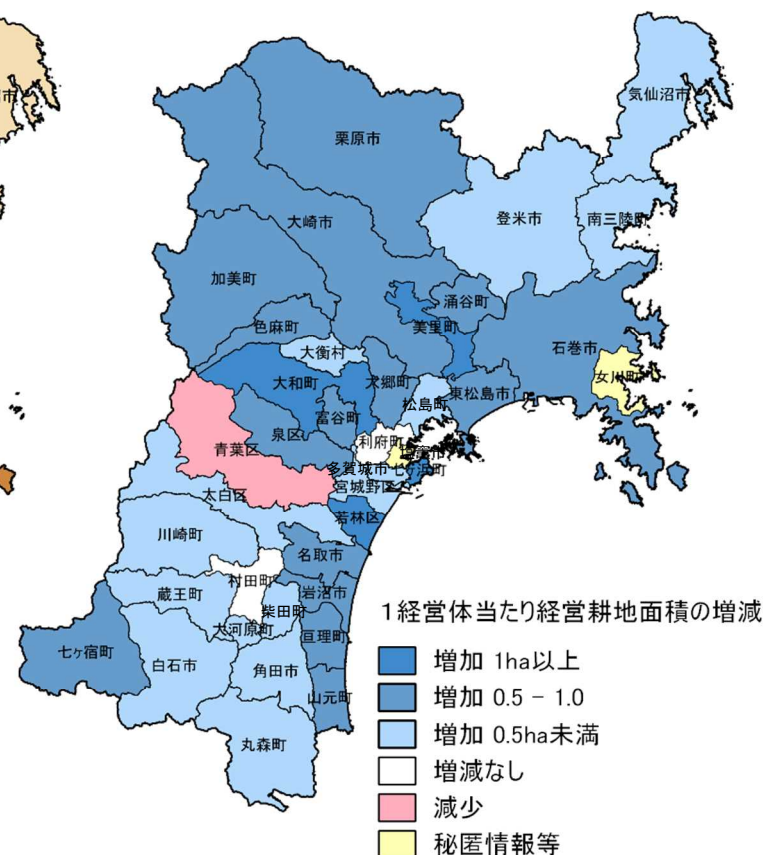 市
気仙沼市
栗原市
登米市
南三陸町
大崎市
加美町
涌谷町
色麻町
美里町
大衡村
石巻市
大和町
大郷町
女川町
東松島市
松島町
富谷町
泉区
利府町
青葉区
塩竈市
多賀城市
七ヶ浜町
宮城野区
太白区
若林区
川崎町
名取市
村田町
岩沼市
蔵王町
柴田町
大河原町
亘理町
七ヶ宿町
白石市
角田市
山元町
丸森町
1経営体当たり経営耕地面積の増減
増加 1ha以上
増加 0.5 - 1.0
増加 0.5ha未満
増減なし
減少
秘匿情報等